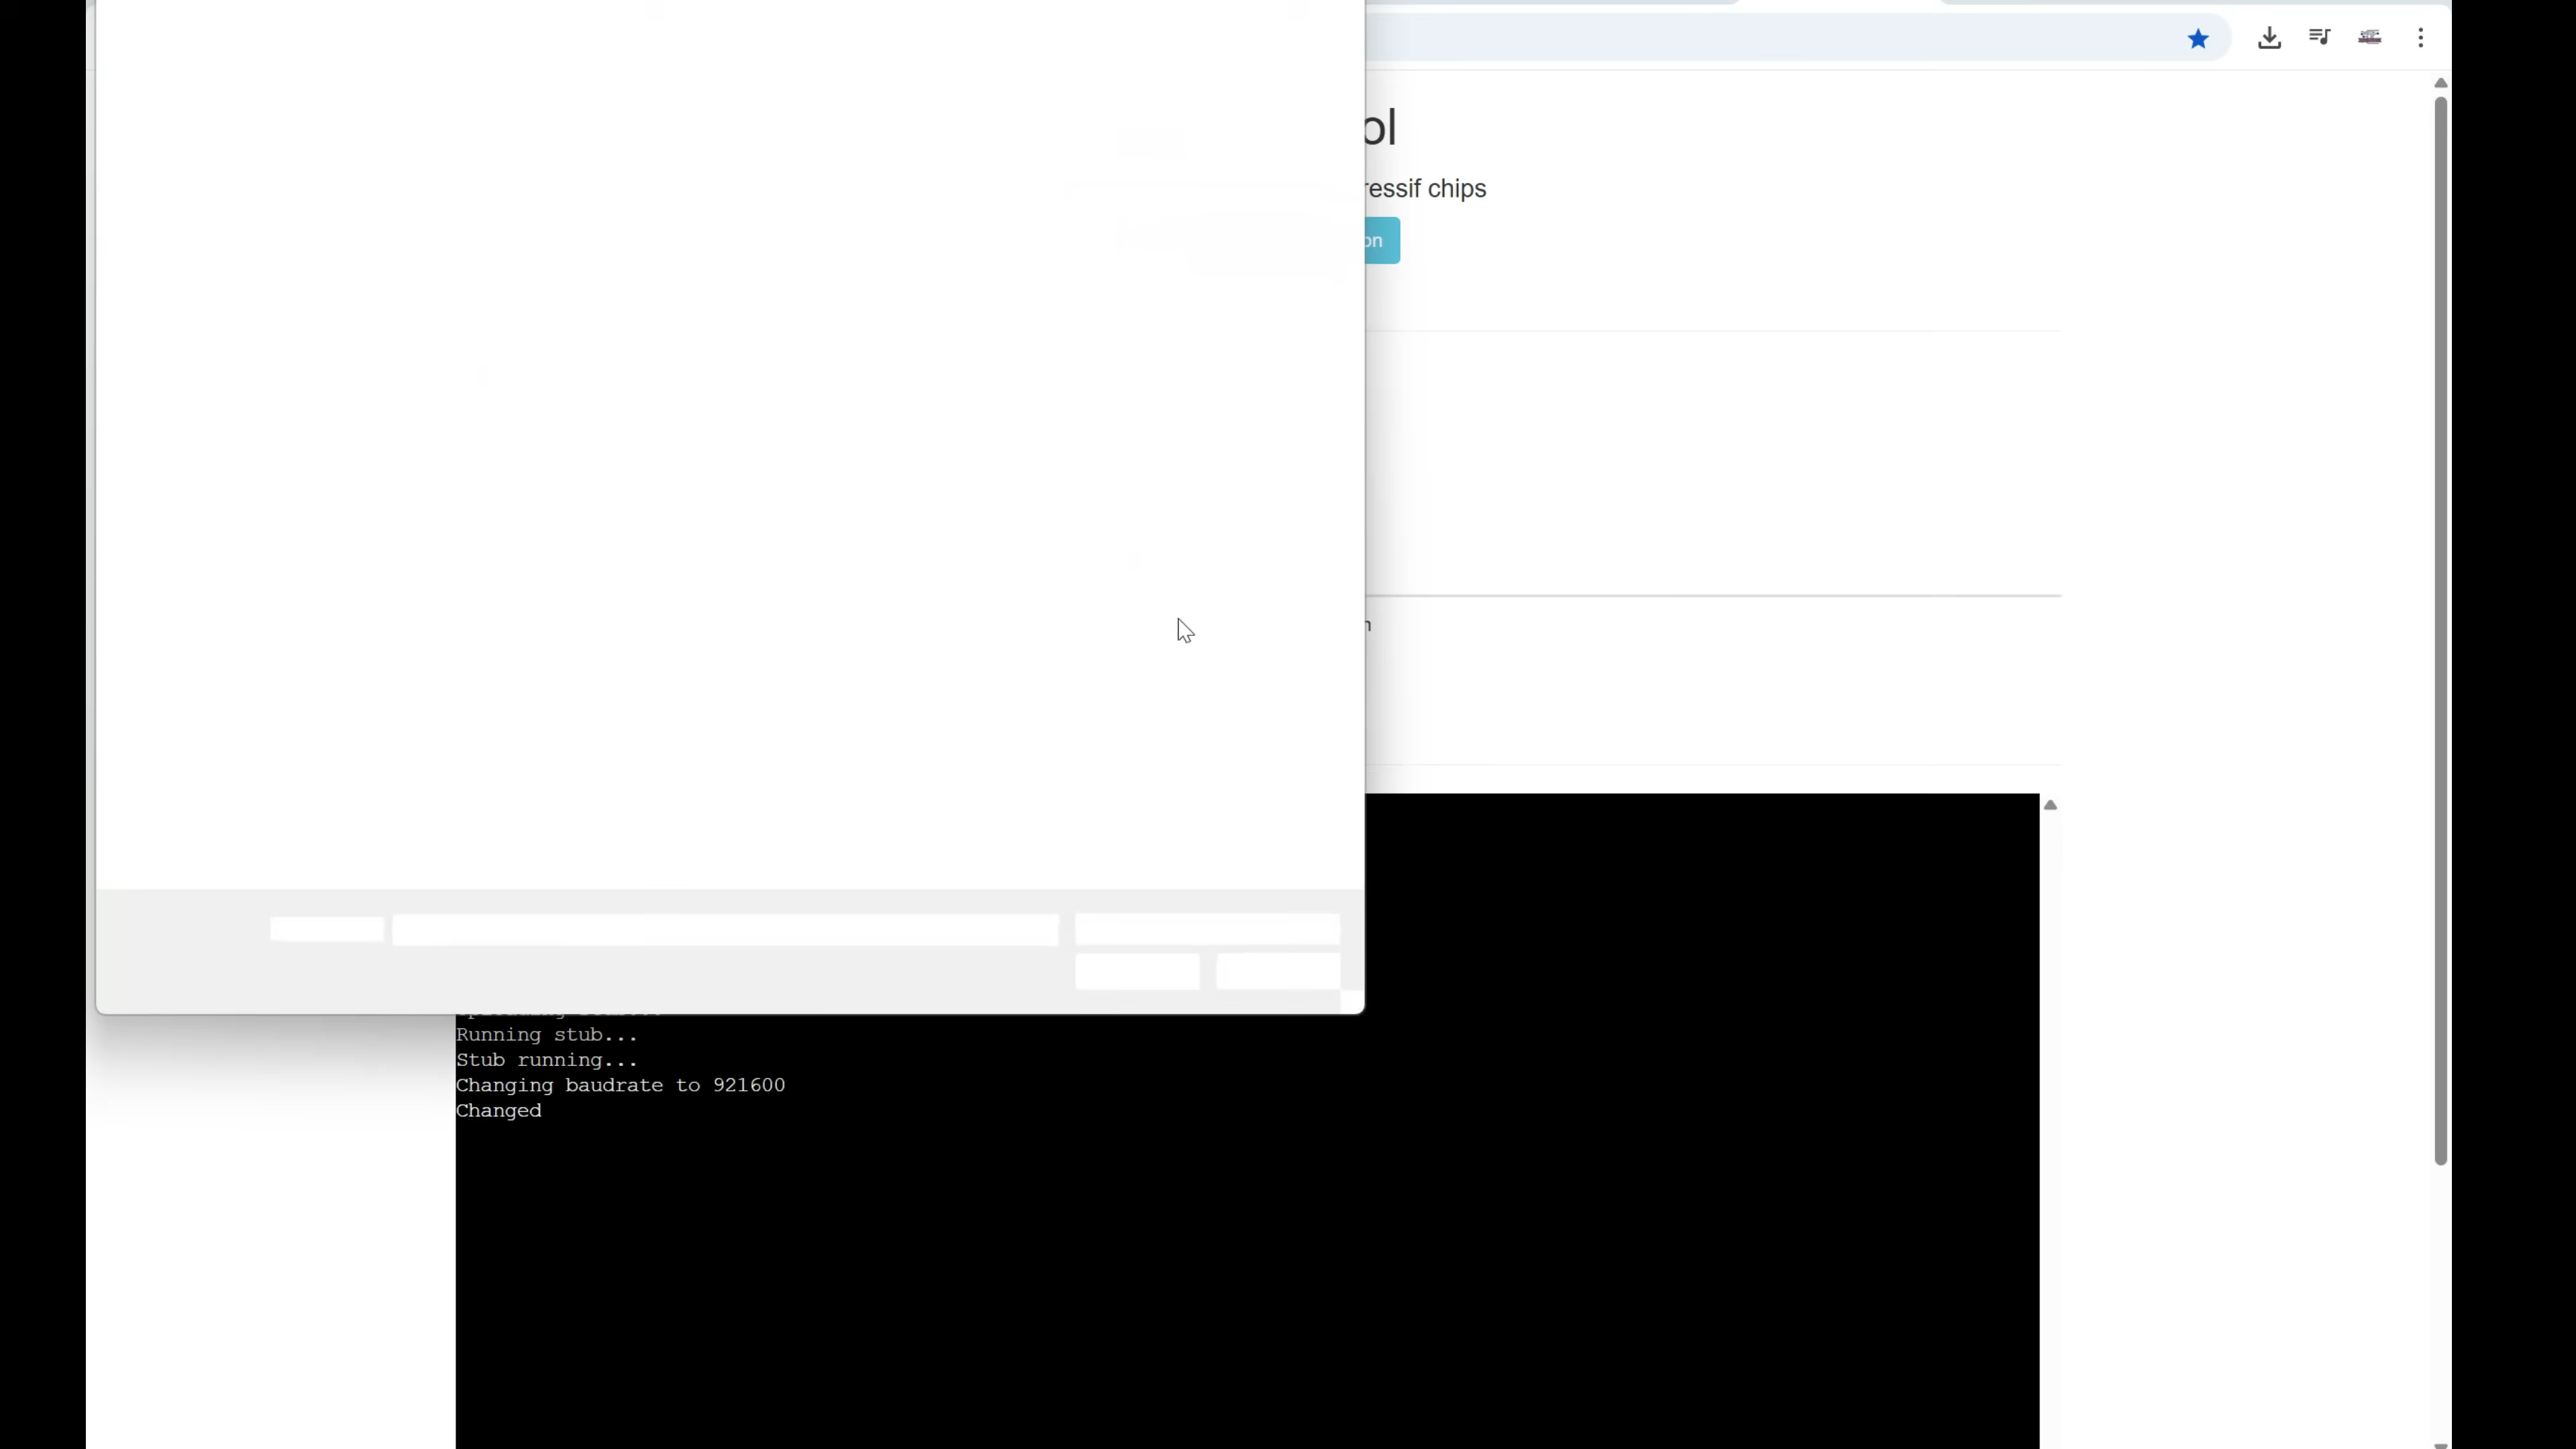 ol
ressif chips
on
Running stub...
Stub running...
Changing baudrate to 921600
Changed